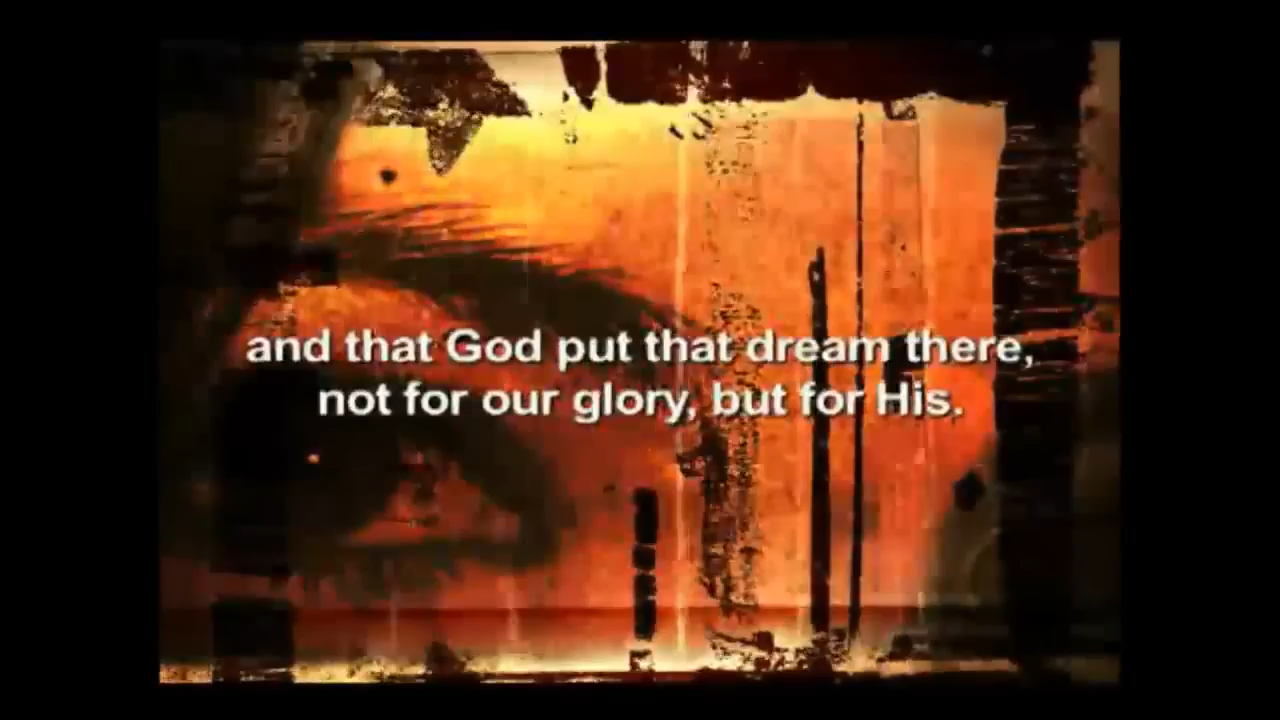 and that God put that dream there,
not for our glory, but for His.